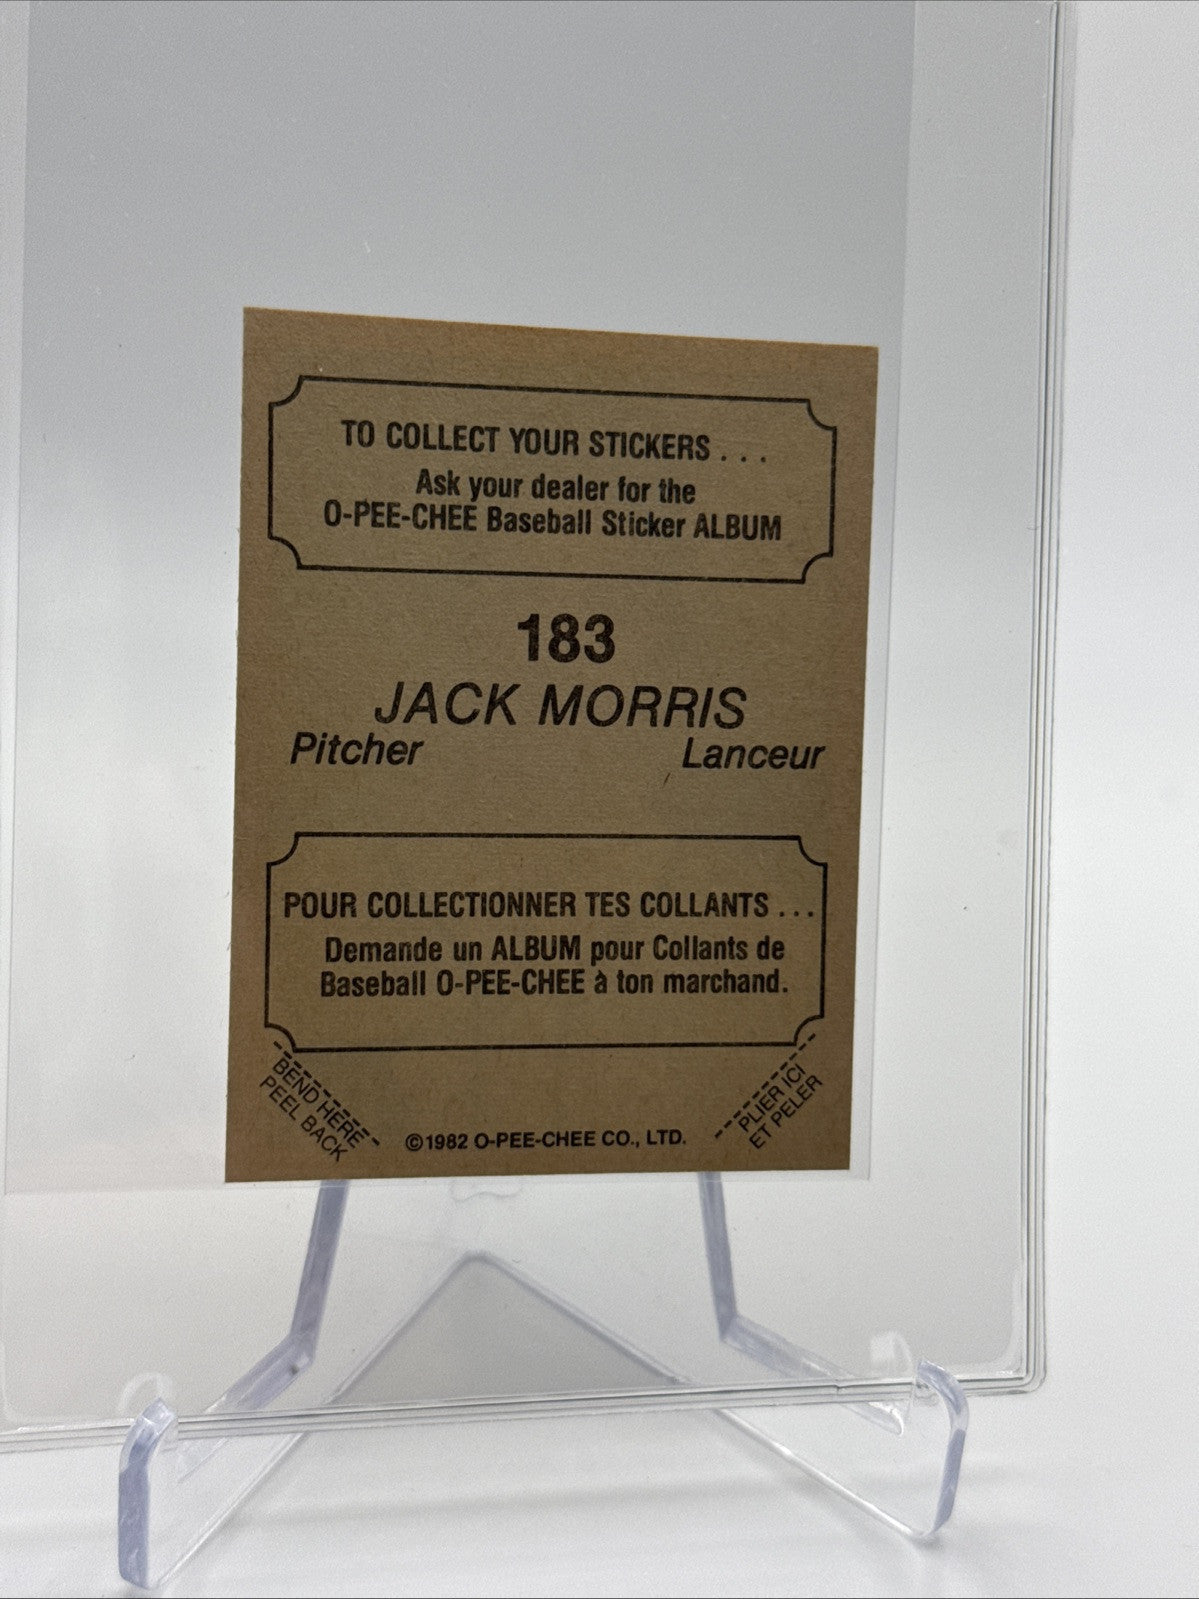 TO COLLECT YOUR STICKERS . . .
Ask your dealer for the
O-PEE-CHEE Baseball Sticker ALBUM
183
JACK MORRIS
Pitcher Lanceur
POUR COLLECTIONNER TES COLLANTS . . .
Demande un ALBUM pour Collants de
Baseball O-PEE-CHEE à ton marchand.
BEND HERE
PEEL BACK
©1982 O-PEE-CHEE CO., LTD.
PLIER ICI
ET PELER